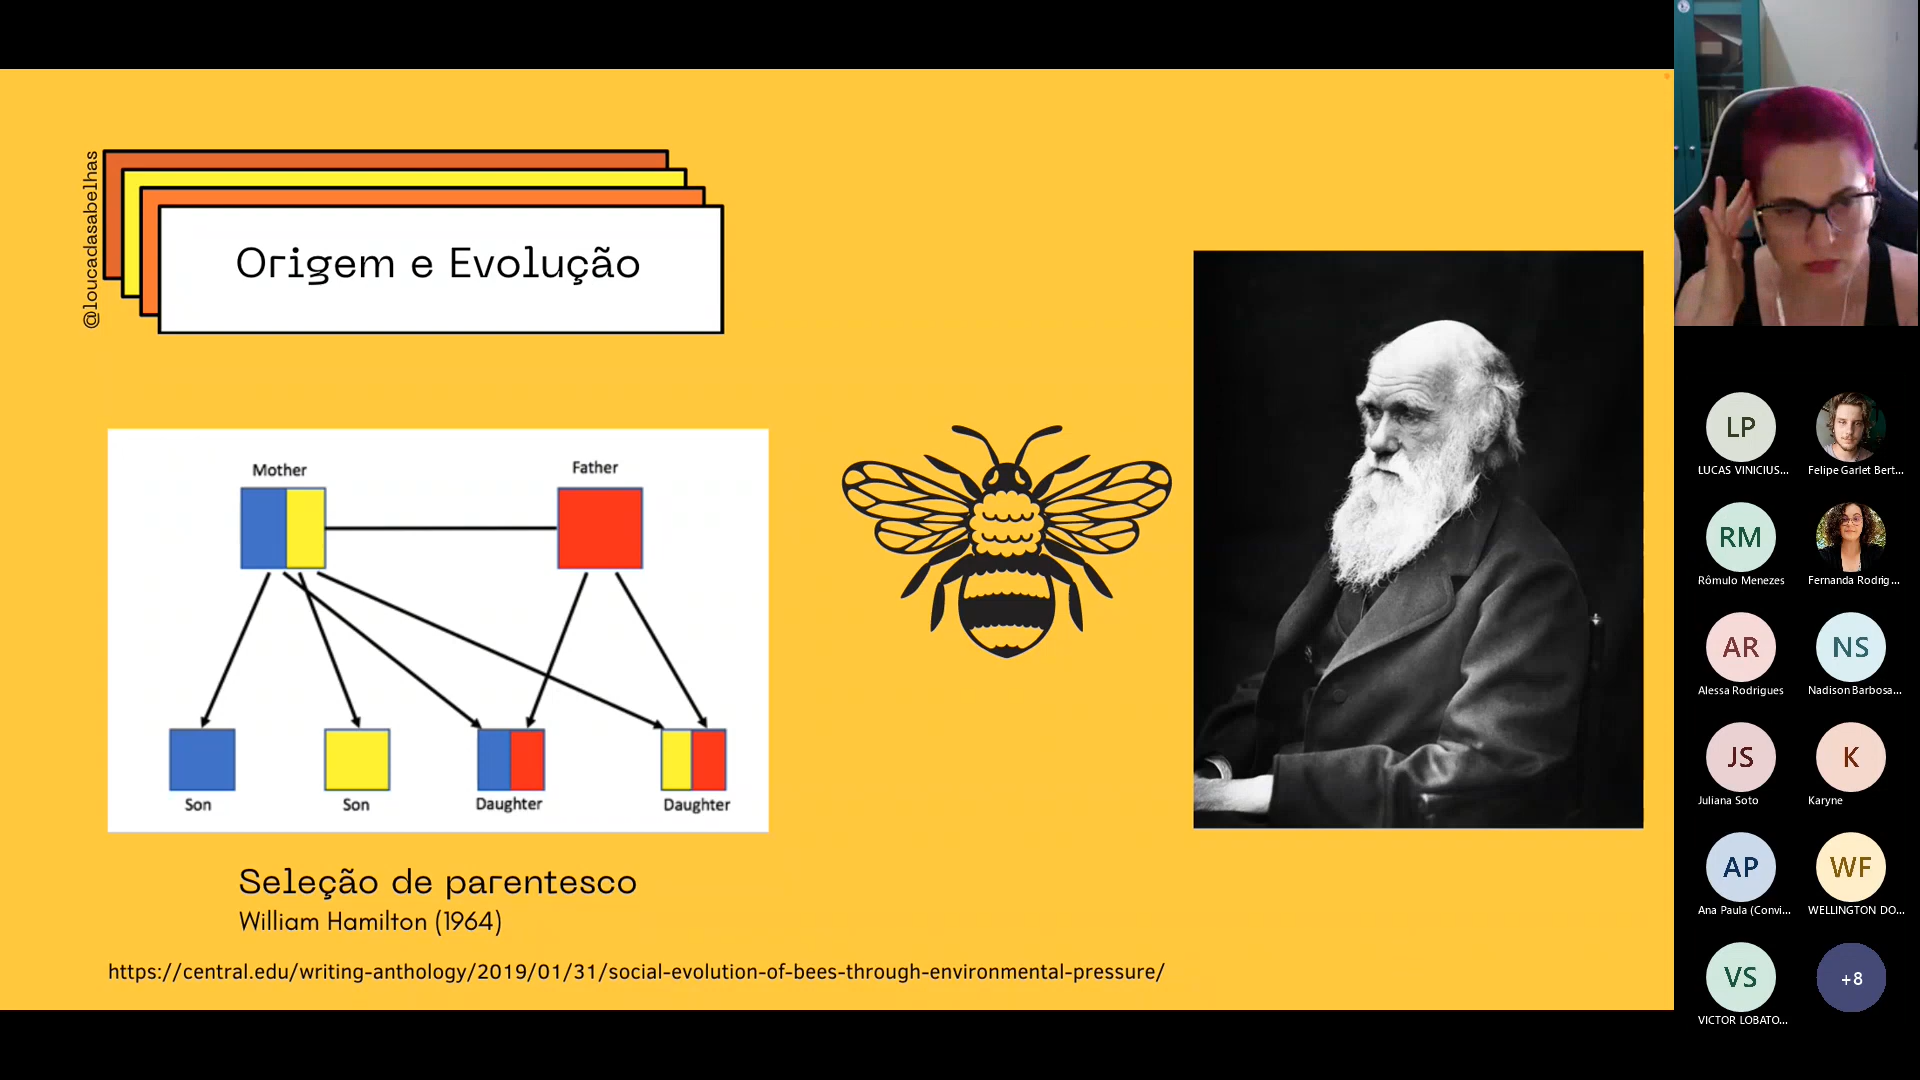 @loucadasabelhas
Origem e Evolução
Mother
Father
Son
Son
Daughter
Daughter
Seleção de parentesco
William Hamilton (1964)
https://central.edu/writing-anthology/2019/01/31/social-evolution-of-bees-through-environmental-pressure/
LP
LUCAS VINICIUS...
Felipe Garlet Bert...
RM
Rômulo Menezes
Fernanda Rodrig...
AR
Alessa Rodrigues
NS
Nadison Barbosa...
JS
Juliana Soto
K
Karyne
AP
Ana Paula (Convi...
WF
WELLINGTON DO...
VS
VICTOR LOBATO...
+8